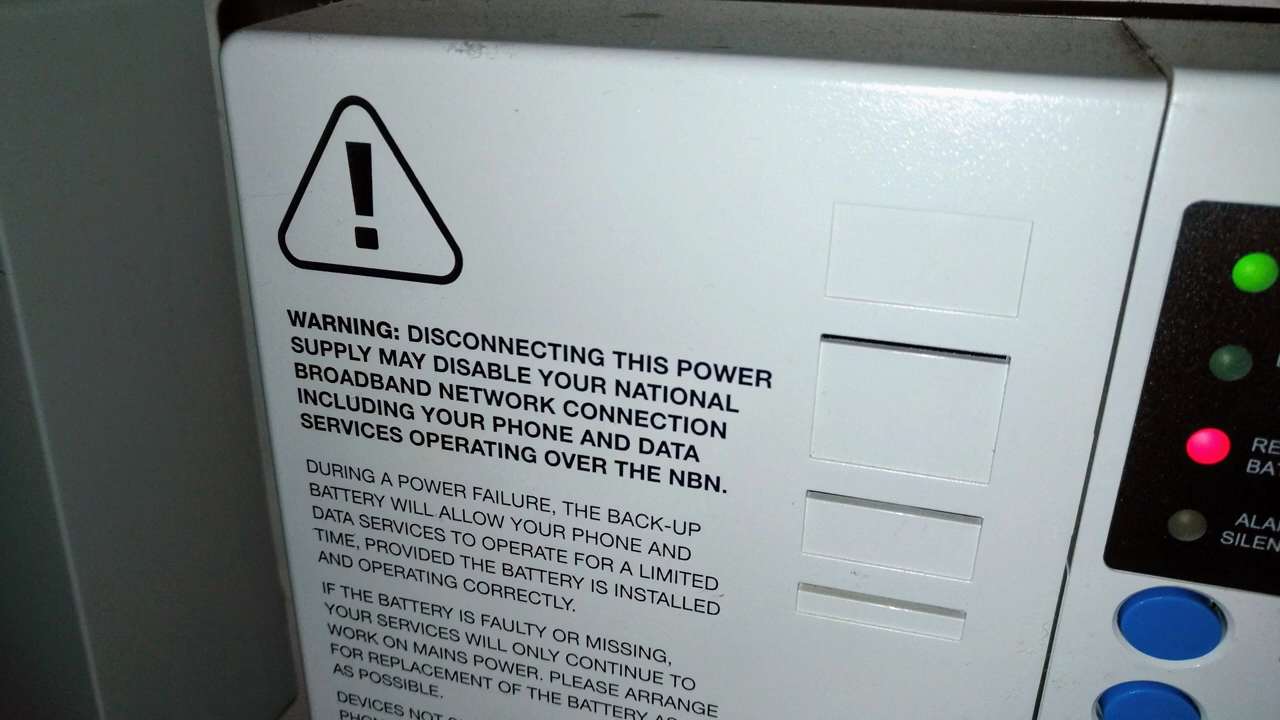 WARNING: DISCONNECTING THIS POWER
SUPPLY MAY DISABLE YOUR NATIONAL
BROADBAND NETWORK CONNECTION
INCLUDING YOUR PHONE AND DATA
SERVICES OPERATING OVER THE NBN.
DURING A POWER FAILURE, THE BACK-UP
BATTERY WILL ALLOW YOUR PHONE AND
DATA SERVICES TO OPERATE FOR A LIMITED
TIME, PROVIDED THE BATTERY IS INSTALLED
AND OPERATING CORRECTLY.
IF THE BATTERY IS FAULTY OR MISSING,
YOUR SERVICES WILL ONLY CONTINUE TO
WORK ON MAINS POWER. PLEASE ARRANGE
FOR REPLACEMENT OF THE BATTERY AS
AS POSSIBLE.
DEVICES NOT